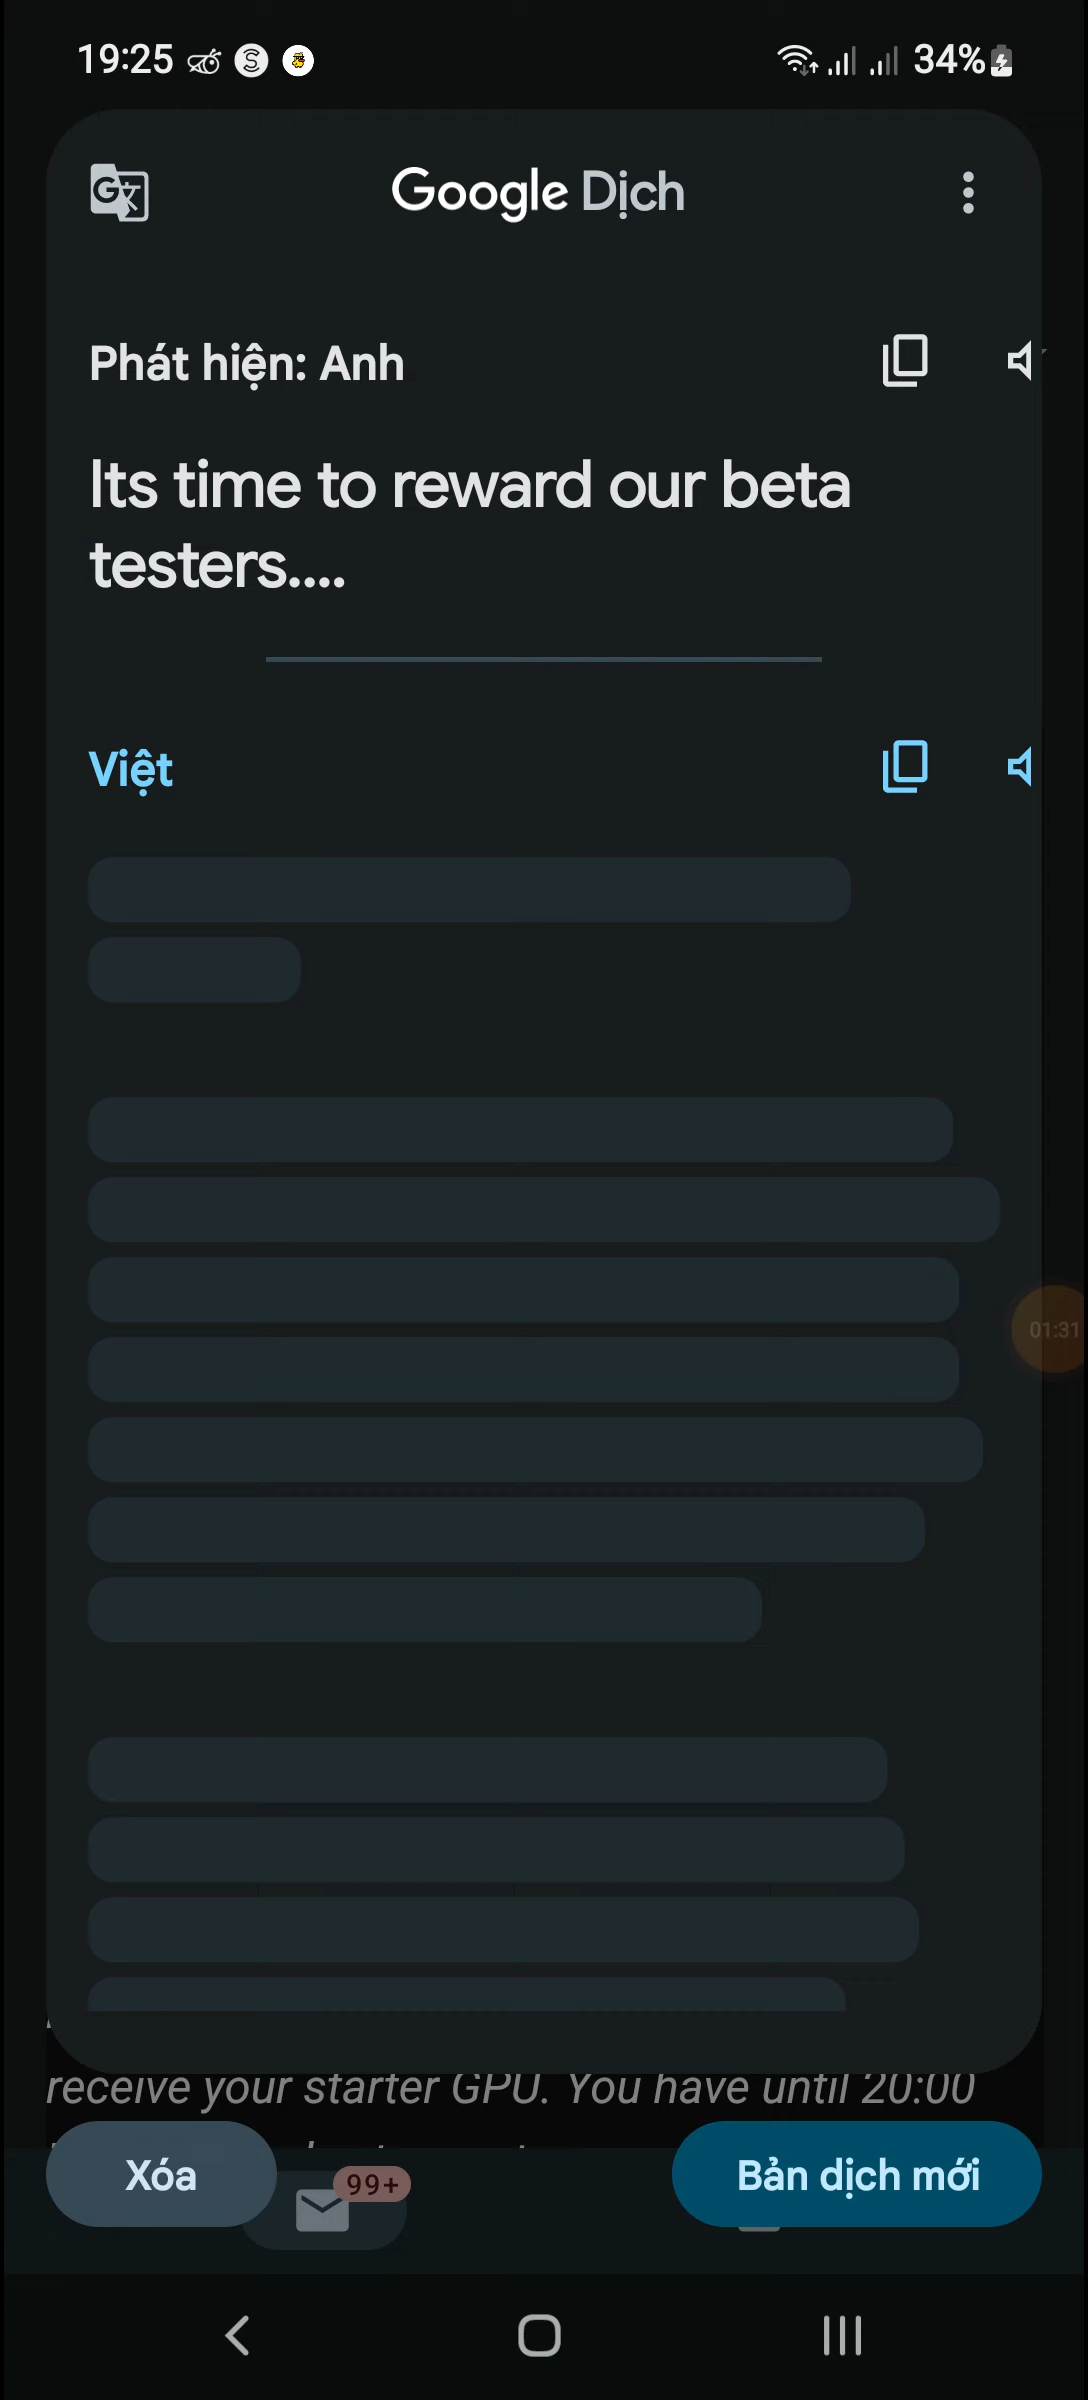 19:25 34%
Google Dịch
Phát hiện: Anh
Its time to reward our beta
testers....
Việt
01:31
receive your starter GPU. You have until 20:00
Xóa
99+
Bản dịch mới